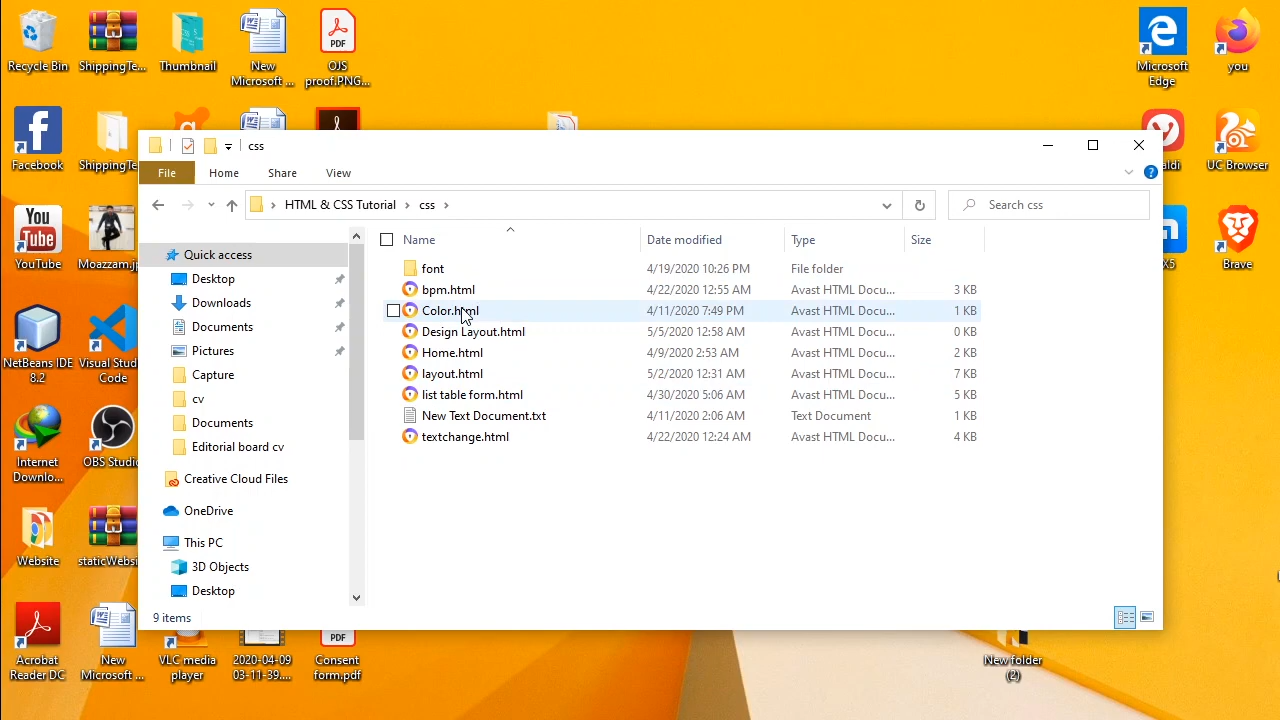 Recycle Bin
ShippingTe...
Thumbnail
New
Microsoft ...
PDF
OJS
proof.PNG...
Microsoft
Edge
you
Facebook
ShippingTe
UC Browser
css
File
Home
Share
View
HTML & CSS Tutorial
css
Search css
You
Tube
YouTube
Moazzam.jp
X5
Brave
Name
Date modified
Type
Size
Quick access
Desktop
Downloads
Documents
Pictures
Capture
cv
Documents
Editorial board cv
Creative Cloud Files
OneDrive
This PC
3D Objects
Desktop
font
4/19/2020 10:26 PM
File folder
bpm.html
4/22/2020 12:55 AM
Avast HTML Docu...
3 KB
Color.html
4/11/2020 7:49 PM
Avast HTML Docu...
1 KB
Design Layout.html
5/5/2020 12:58 AM
Avast HTML Docu...
0 KB
Home.html
4/9/2020 2:53 AM
Avast HTML Docu...
2 KB
layout.html
5/2/2020 12:31 AM
Avast HTML Docu...
7 KB
list table form.html
4/30/2020 5:06 AM
Avast HTML Docu...
5 KB
New Text Document.txt
4/11/2020 2:06 AM
Text Document
1 KB
textchange.html
4/22/2020 12:24 AM
Avast HTML Docu...
4 KB
NetBeans IDE
8.2
Visual Stud
Code
Internet
Downlo...
OBS Studi
Website
staticWebsi
9 items
Acrobat
Reader DC
New
Microsoft ...
VLC media
player
2020-04-09
03-11-39....
PDF
Consent
form.pdf
New folder
(2)